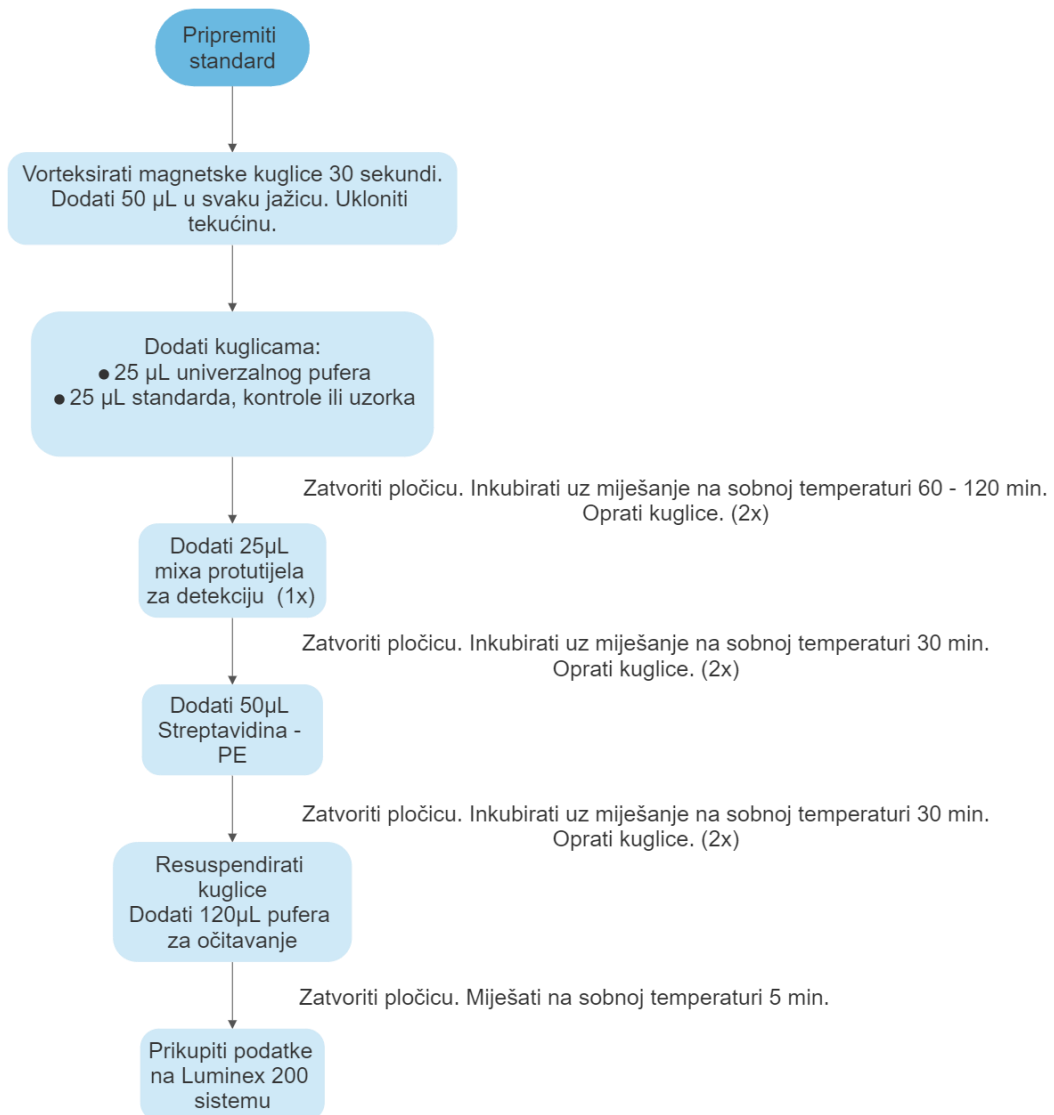 Pripremiti
standard
Vorteksirati magnetske kuglice 30 sekundi.
Dodati 50 µL u svaku jažicu. Ukloniti
tekućinu.
Dodati kuglicama:
● 25 µL univerzalnog pufera
● 25 µL standarda, kontrole ili uzorka
Zatvoriti pločicu. Inkubirati uz miješanje na sobnoj temperaturi 60 - 120 min.
Oprati kuglice. (2x)
Dodati 25µL
mixa protutijela
za detekciju (1x)
Zatvoriti pločicu. Inkubirati uz miješanje na sobnoj temperaturi 30 min.
Oprati kuglice. (2x)
Dodati 50µL
Streptavidina -
PE
Zatvoriti pločicu. Inkubirati uz miješanje na sobnoj temperaturi 30 min.
Oprati kuglice. (2x)
Resuspendirati
kuglice
Dodati 120µL pufera
za očitavanje
Zatvoriti pločicu. Miješati na sobnoj temperaturi 5 min.
Prikupiti podatke
na Luminex 200
sistemu